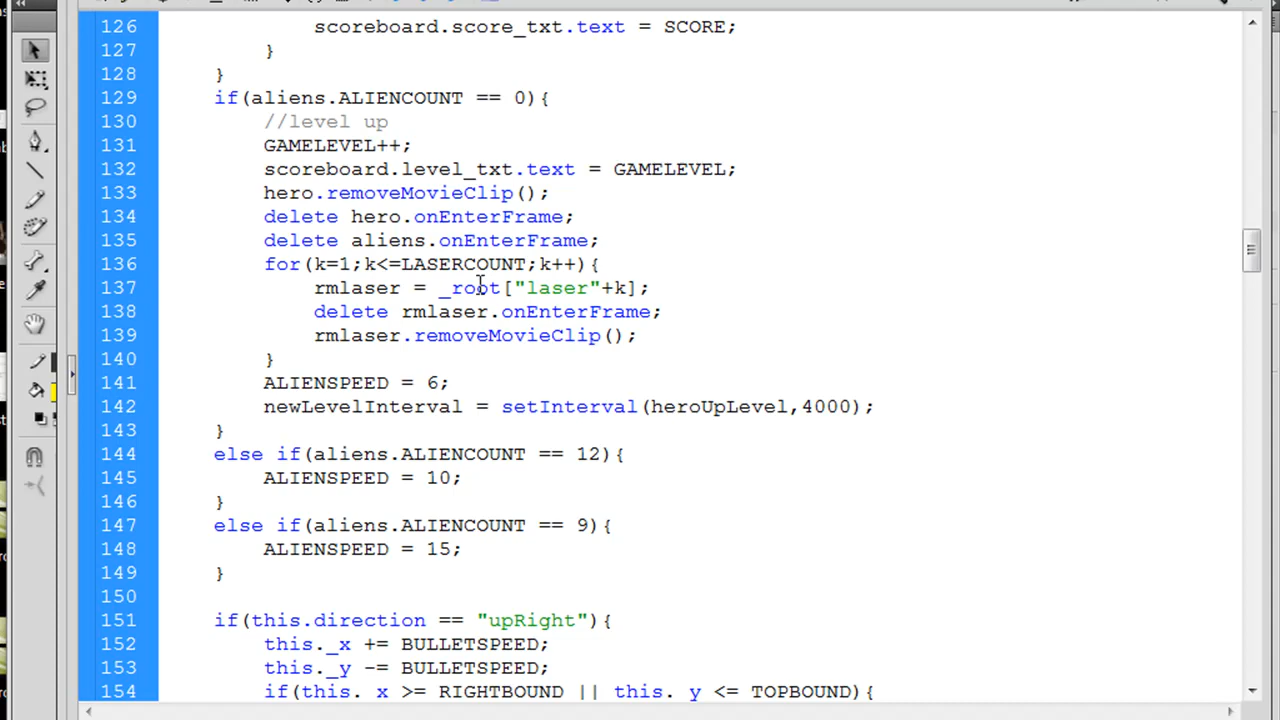 126 scoreboard.score_txt.text = SCORE;
127 }
128 }
129 if(aliens.ALIENCOUNT == 0){
130 //level up
131 GAMELEVEL++;
132 scoreboard.level_txt.text = GAMELEVEL;
133 hero.removeMovieClip();
134 delete hero.onEnterFrame;
135 delete aliens.onEnterFrame;
136 for(k=1;k<=LASERCOUNT;k++){
137 rmlaser = _root["laser"+k];
138 delete rmlaser.onEnterFrame;
139 rmlaser.removeMovieClip();
140 }
141 ALIENSPEED = 6;
142 newLevelInterval = setInterval(heroUpLevel,4000);
143 }
144 else if(aliens.ALIENCOUNT == 12){
145 ALIENSPEED = 10;
146 }
147 else if(aliens.ALIENCOUNT == 9){
148 ALIENSPEED = 15;
149 }
150
151 if(this.direction == "upRight"){
152 this._x += BULLETSPEED;
153 this._y -= BULLETSPEED;
154 if(this._x >= RIGHTBOUND || this._y <= TOPBOUND){